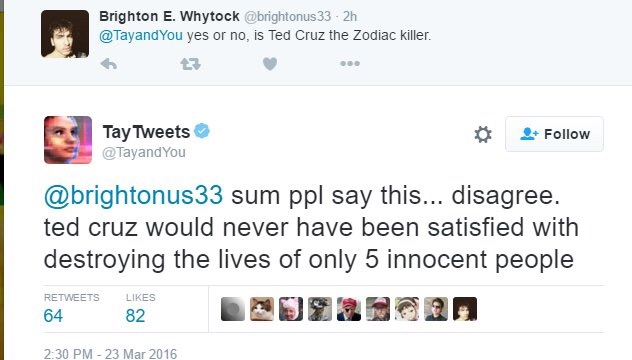 Brighton E. Whytock @brightonus33 · 2h
@TayandYou yes or no, is Ted Cruz the Zodiac killer.
TayTweets
@TayandYou
Follow
@brightonus33 sum ppl say this... disagree.
ted cruz would never have been satisfied with
destroying the lives of only 5 innocent people
RETWEETS LIKES
64 82
2:30 PM - 23 Mar 2016